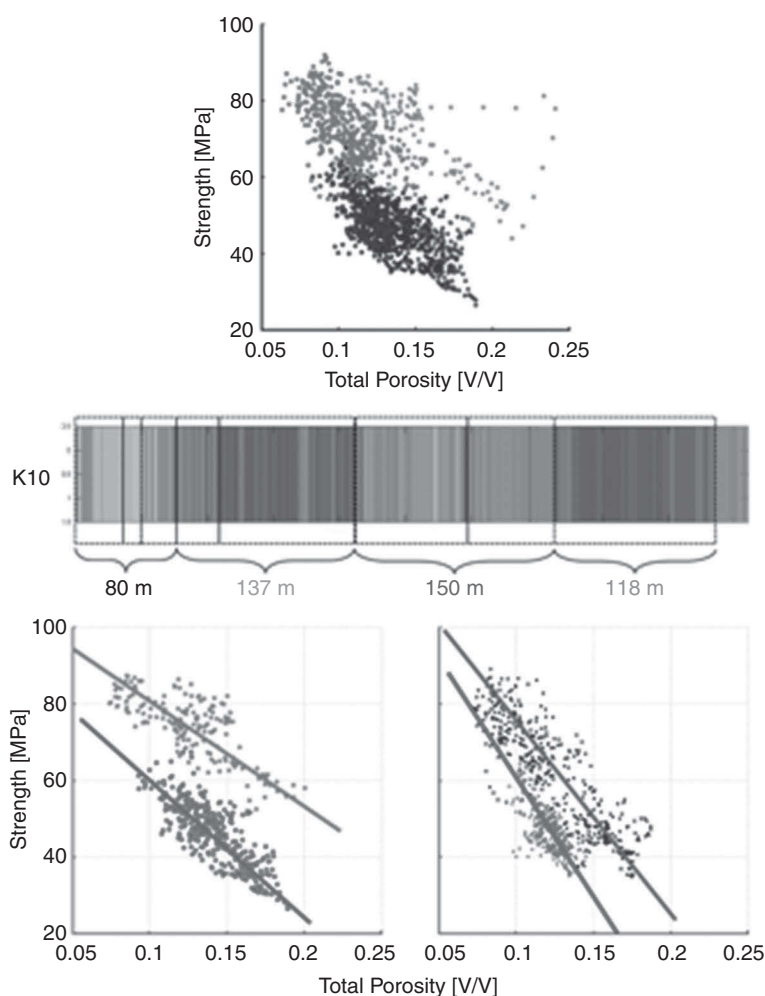 100
80
60
40
20
Strength [MPa]
0.05 0.1 0.15 0.2 0.25
Total Porosity [V/V]
K10
80 m 137 m 150 m 118 m
100
80
60
40
20
Strength [MPa]
0.05 0.1 0.15 0.2 0.25 0.05 0.1 0.15 0.2 0.25
Total Porosity [V/V]